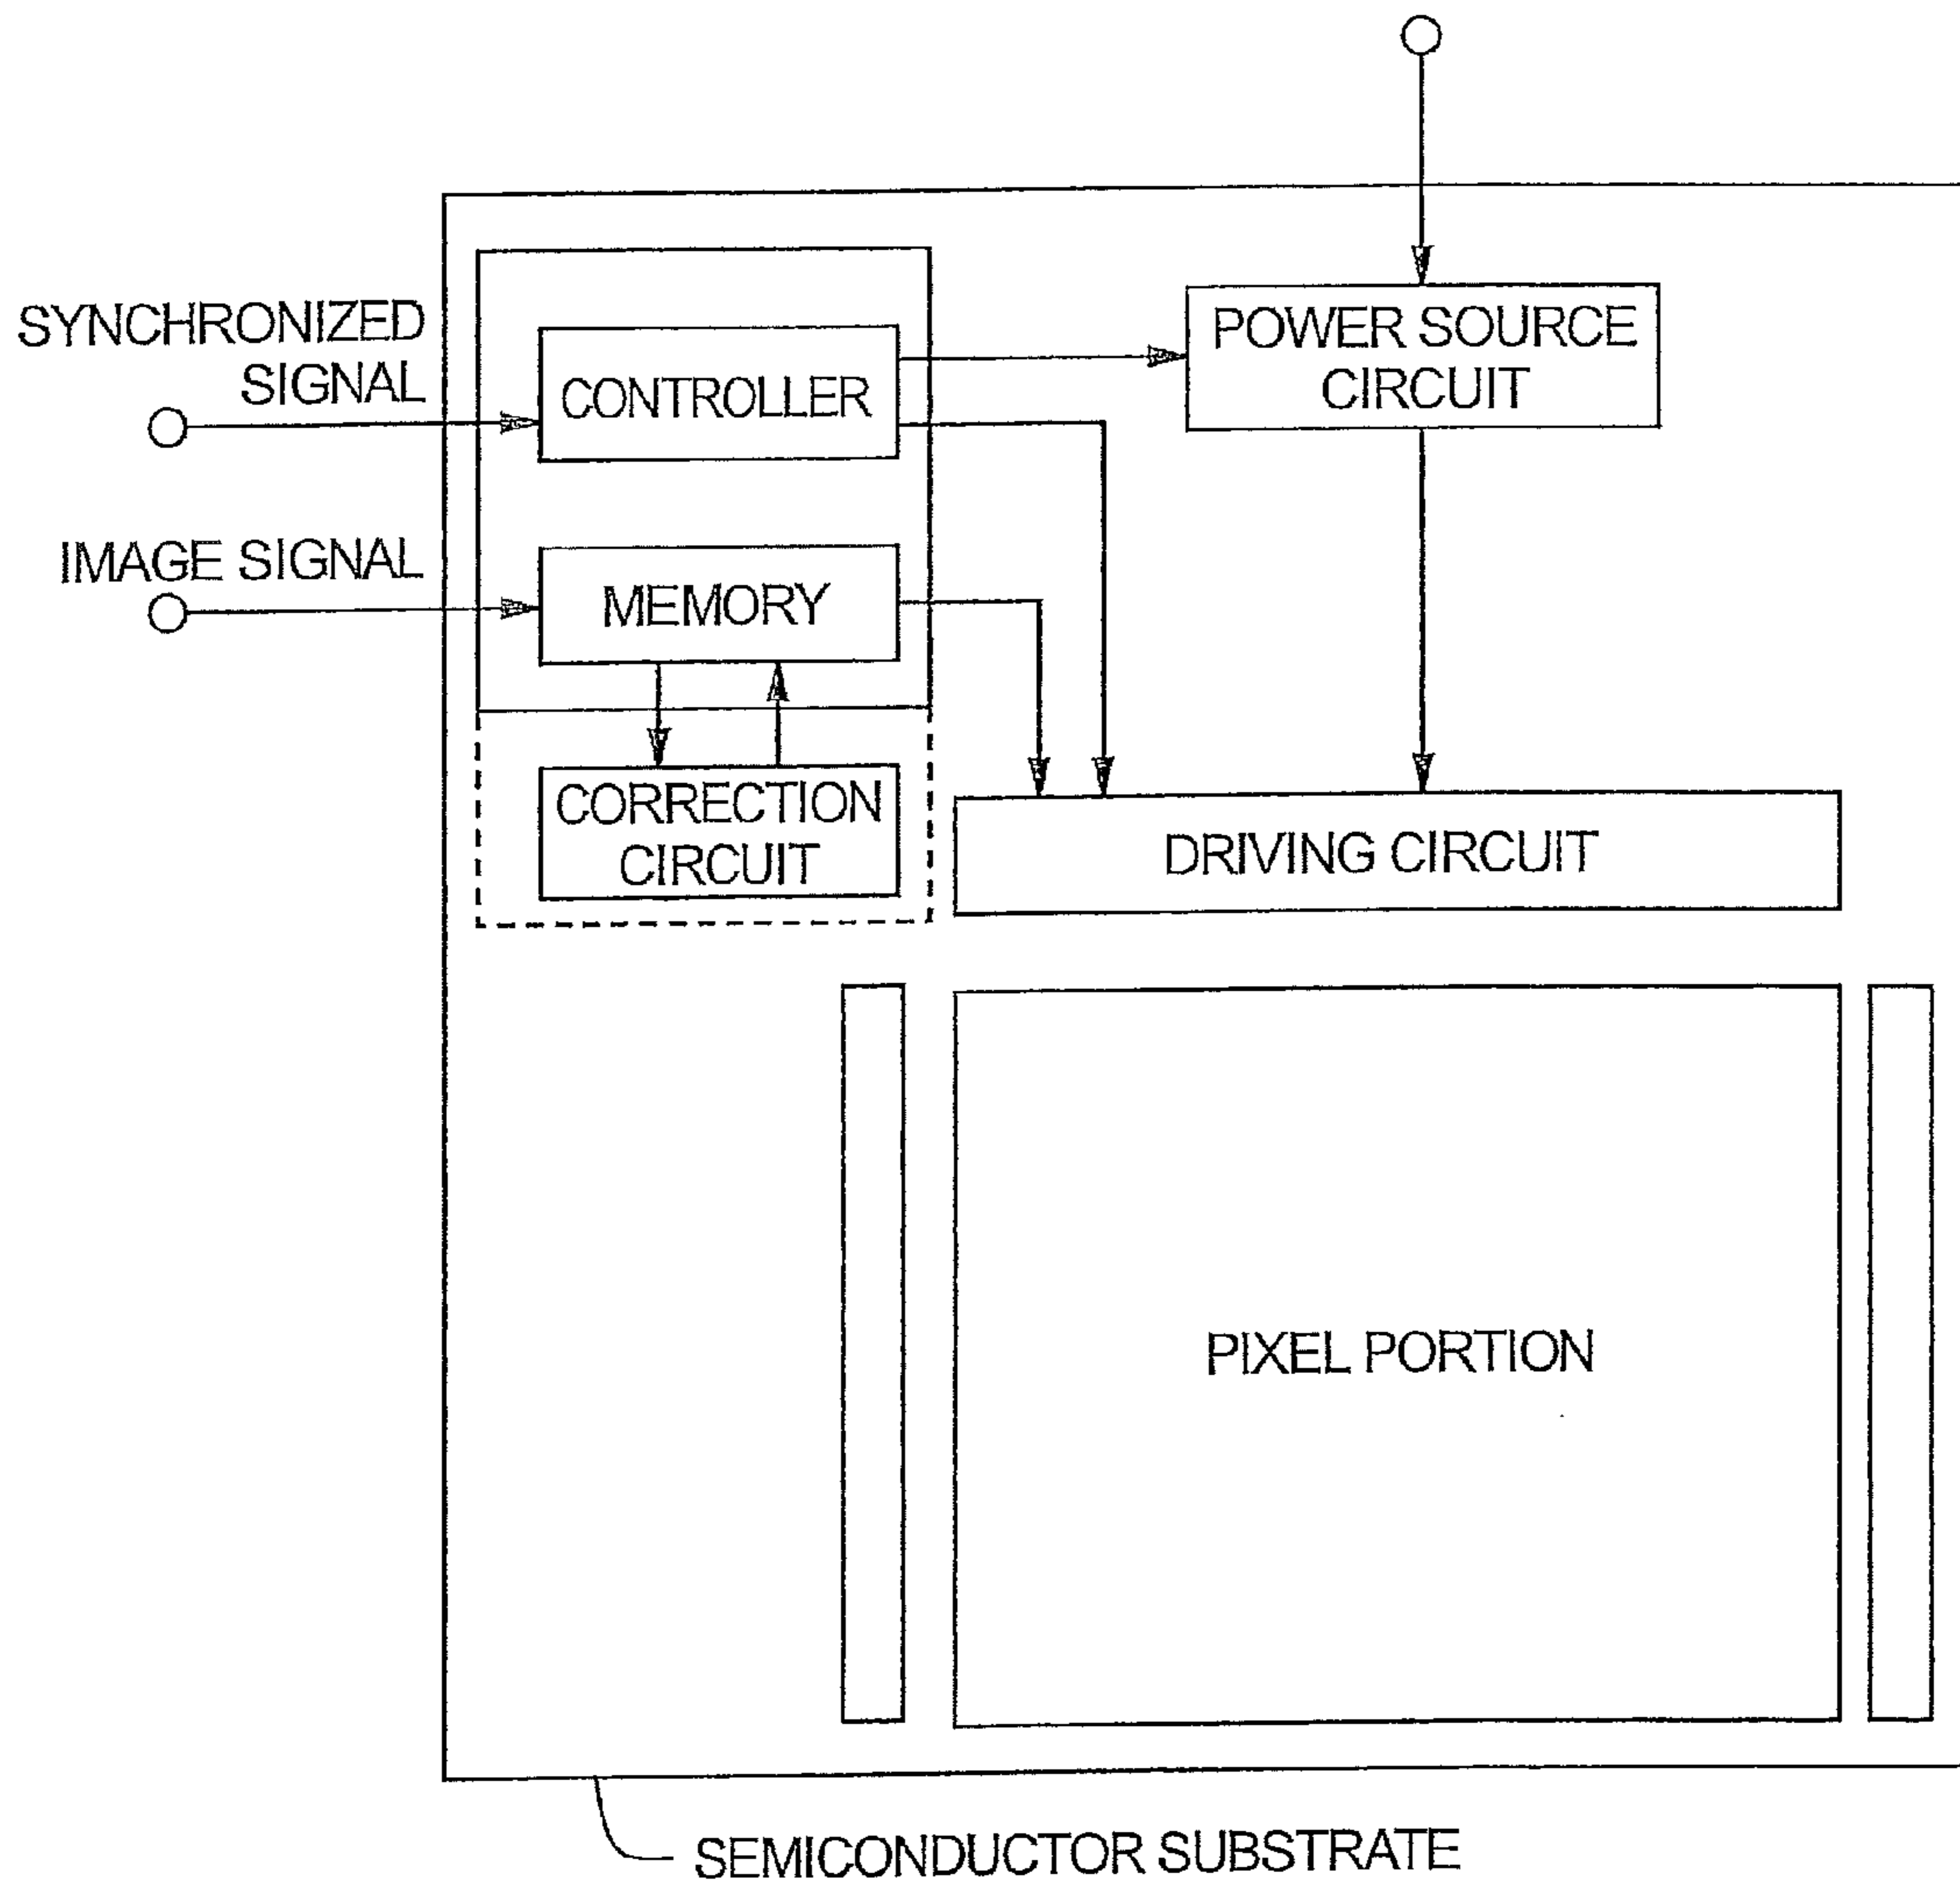 SYNCHRONIZED
SIGNAL
CONTROLLER
POWER SOURCE
CIRCUIT
IMAGE SIGNAL
MEMORY
CORRECTION
CIRCUIT
DRIVING CIRCUIT
PIXEL PORTION
SEMICONDUCTOR SUBSTRATE